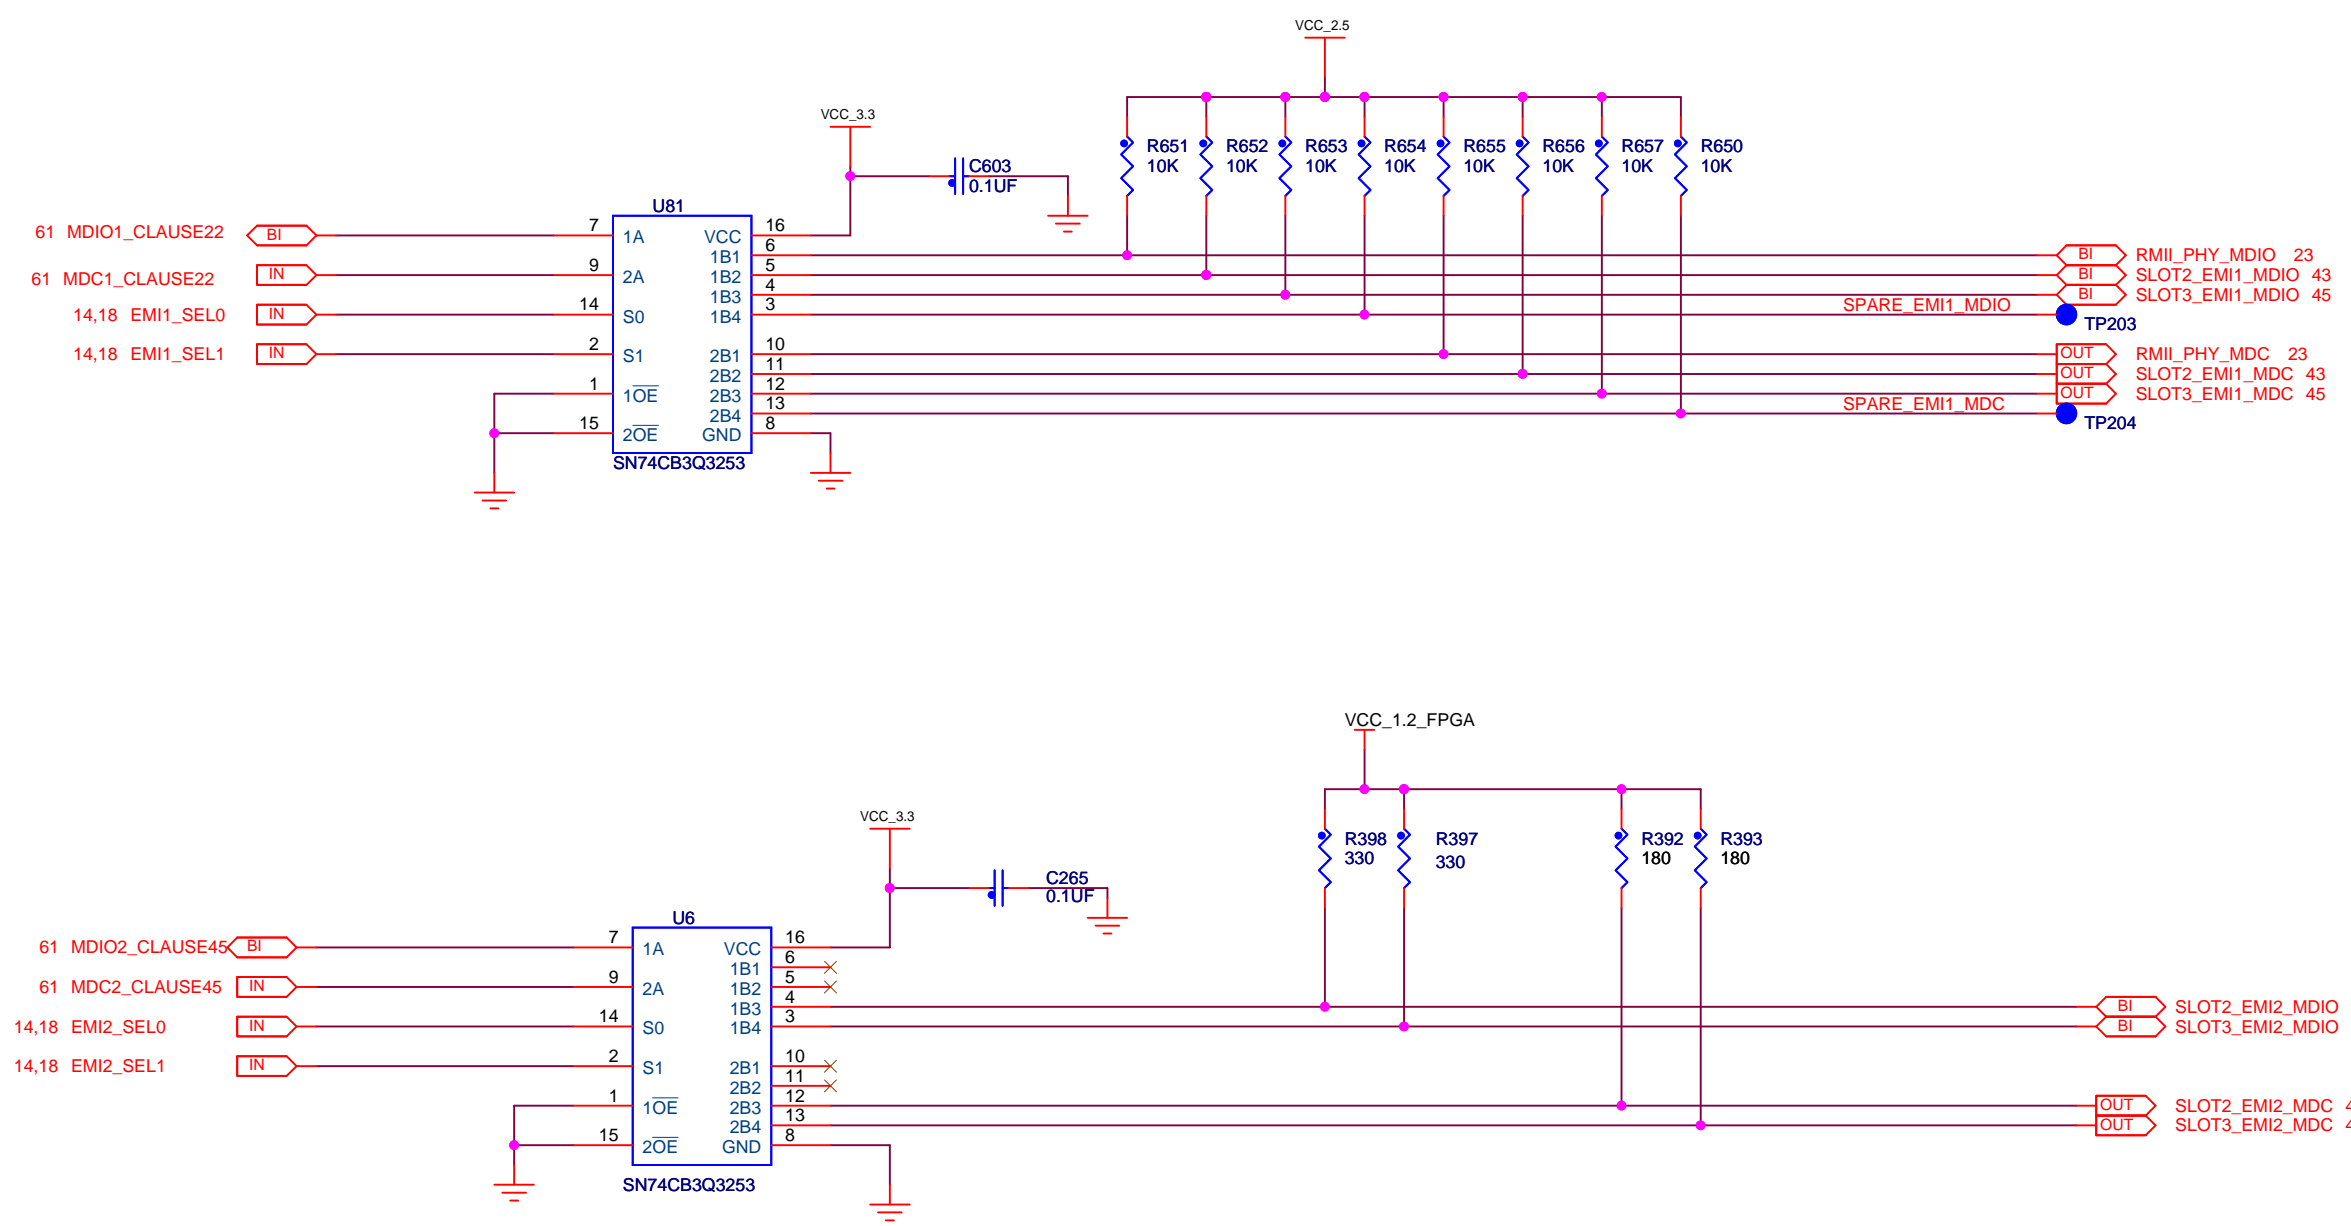 VCC_2.5
VCC_3.3
R651 R652 R653 R654 R655 R656 R657 R650
10K 10K 10K 10K 10K 10K 10K 10K
C603
0.1UF
U81
61 MDIO1_CLAUSE22 BI 7 1A VCC 16
6 1B1 BI RMII_PHY_MDIO 23
61 MDC1_CLAUSE22 IN 9 2A 1B2 5 BI SLOT2_EMI1_MDIO 43
1B3 4 BI SLOT3_EMI1_MDIO 45
14,18 EMI1_SEL0 IN 14 S0 1B4 3 SPARE_EMI1_MDIO TP203
14,18 EMI1_SEL1 IN 2 S1 2B1 10 OUT RMII_PHY_MDC 23
2B2 11 OUT SLOT2_EMI1_MDC 43
1 1OE 2B3 12 OUT SLOT3_EMI1_MDC 45
2B4 13 SPARE_EMI1_MDC TP204
15 2OE GND 8
SN74CB3Q3253
VCC_1.2_FPGA
VCC_3.3
R398 R397 R392 R393
330 330 180 180
C265
0.1UF
U6
61 MDIO2_CLAUSE45 BI 7 1A VCC 16
1B1 6
61 MDC2_CLAUSE45 IN 9 2A 1B2 5
1B3 4 BI SLOT2_EMI2_MDIO
14,18 EMI2_SEL0 IN 14 S0 1B4 3 BI SLOT3_EMI2_MDIO
14,18 EMI2_SEL1 IN 2 S1 2B1 10
2B2 11
1 1OE 2B3 12 OUT SLOT2_EMI2_MDC
2B4 13 OUT SLOT3_EMI2_MDC
15 2OE GND 8
SN74CB3Q3253